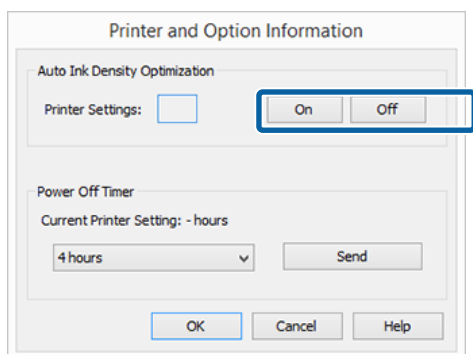 Printer and Option Information
Auto Ink Density Optimization
Printer Settings: On Off
Power Off Timer
Current Printer Setting: - hours
4 hours Send
OK Cancel Help